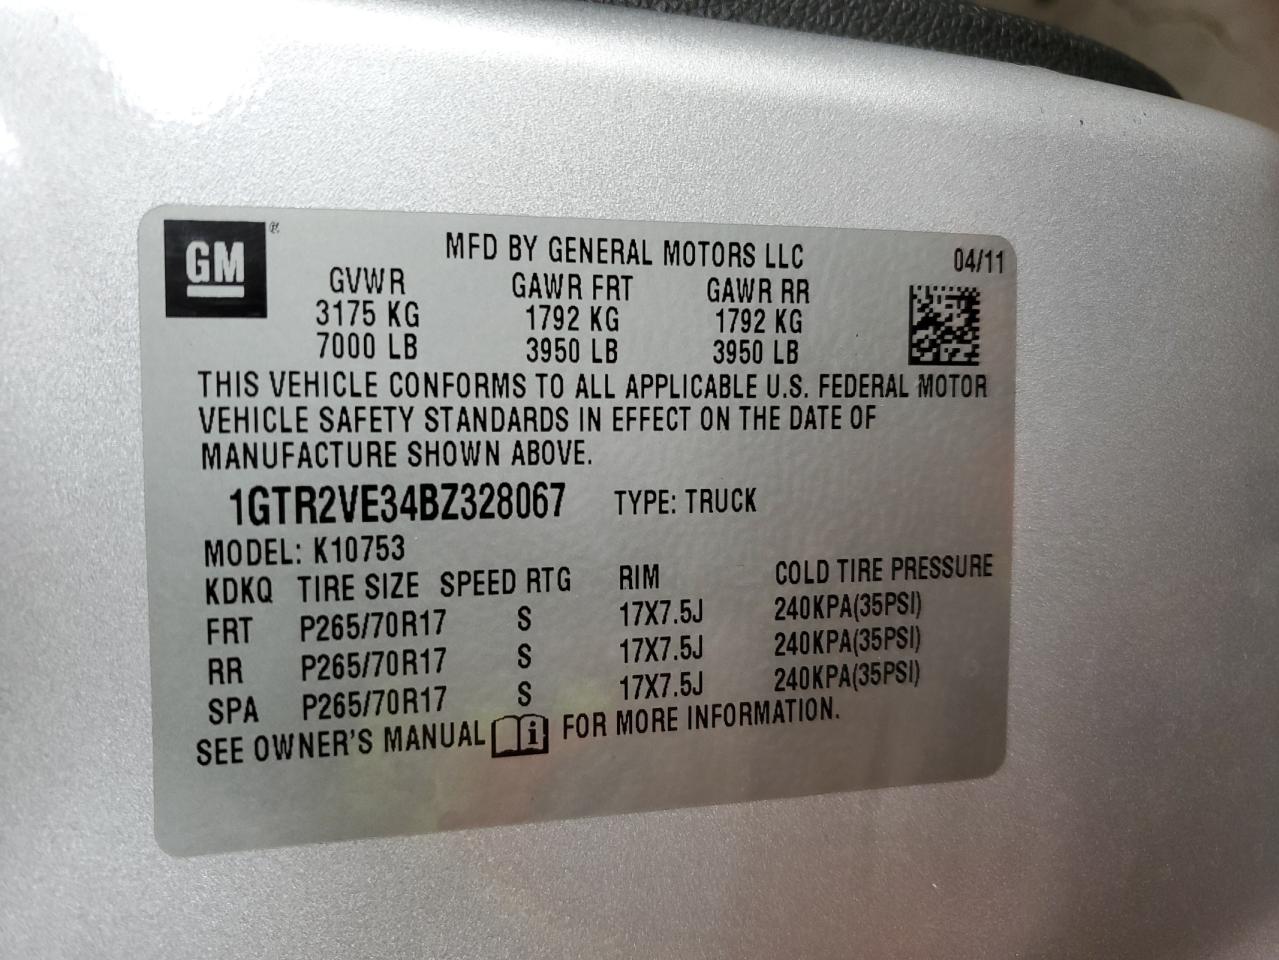 GM ®
MFD BY GENERAL MOTORS LLC 04/11
GVWR GAWR FRT GAWR RR
3175 KG 1792 KG 1792 KG
7000 LB 3950 LB 3950 LB
THIS VEHICLE CONFORMS TO ALL APPLICABLE U.S. FEDERAL MOTOR
VEHICLE SAFETY STANDARDS IN EFFECT ON THE DATE OF
MANUFACTURE SHOWN ABOVE.
1GTR2VE34BZ328067 TYPE: TRUCK
MODEL: K10753
KDKQ TIRE SIZE SPEED RTG RIM COLD TIRE PRESSURE
FRT P265/70R17 S 17X7.5J 240KPA(35PSI)
RR P265/70R17 S 17X7.5J 240KPA(35PSI)
SPA P265/70R17 S 17X7.5J 240KPA(35PSI)
SEE OWNER'S MANUAL i FOR MORE INFORMATION.